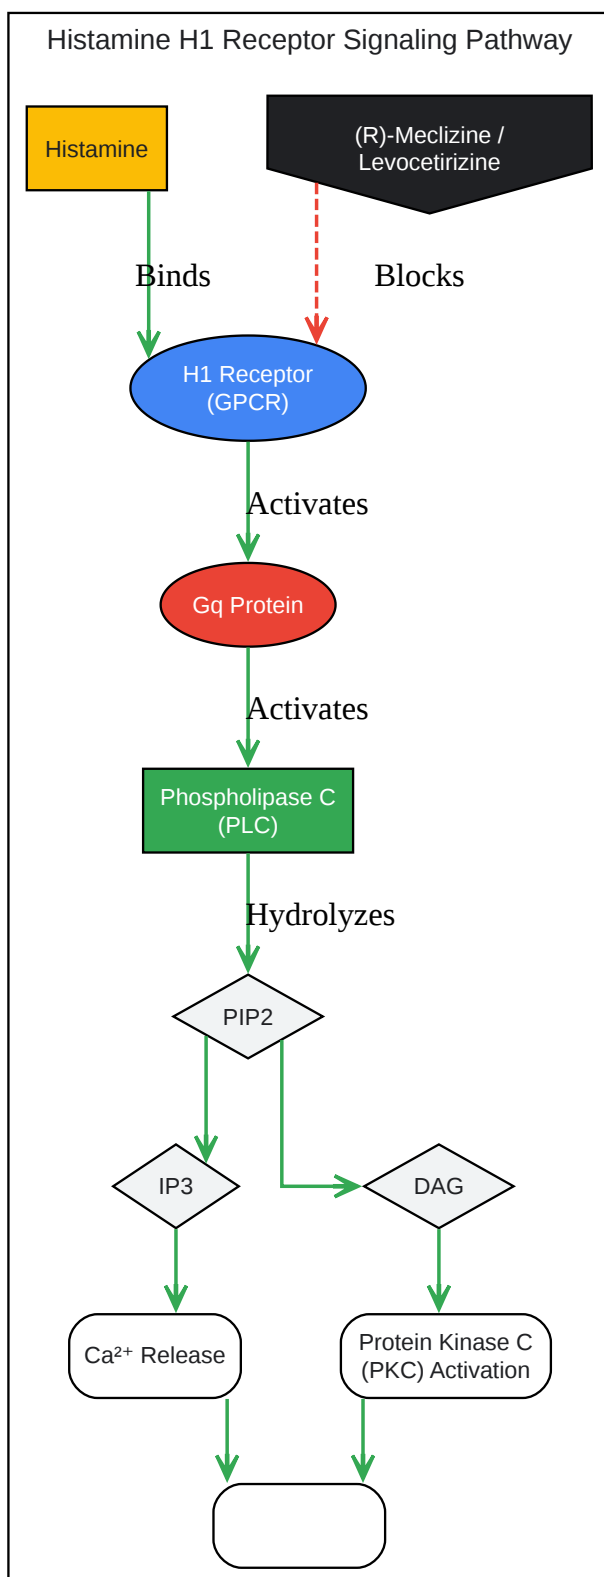 Histamine H1 Receptor Signaling Pathway
Histamine
(R)-Meclizine /
Levocetirizine
Binds
Blocks
H1 Receptor
(GPCR)
Activates
Gq Protein
Activates
Phospholipase C
(PLC)
Hydrolyzes
PIP2
IP3
DAG
Ca²⁺ Release
Protein Kinase C
(PKC) Activation